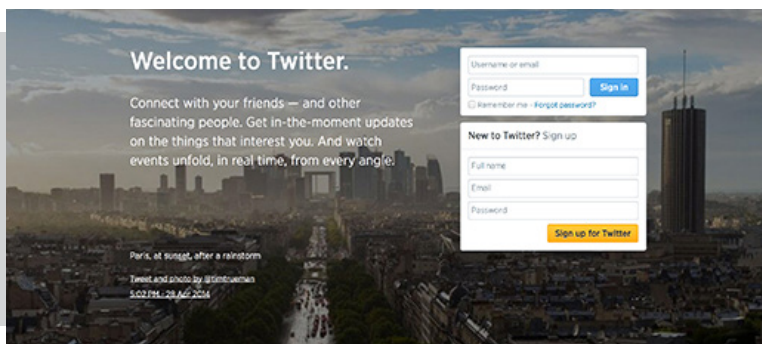 Welcome to Twitter.
Connect with your friends — and other
fascinating people. Get in-the-moment updates
on the things that interest you. And watch
events unfold, in real time, from every angle.
Paris, at sunset, after a rainstorm
Tweet and photo by @timtrueman
5:02 PM - 28 Apr 2014
Username or email
Password
Sign in
Remember me · Forgot password?
New to Twitter? Sign up
Full name
Email
Password
Sign up for Twitter